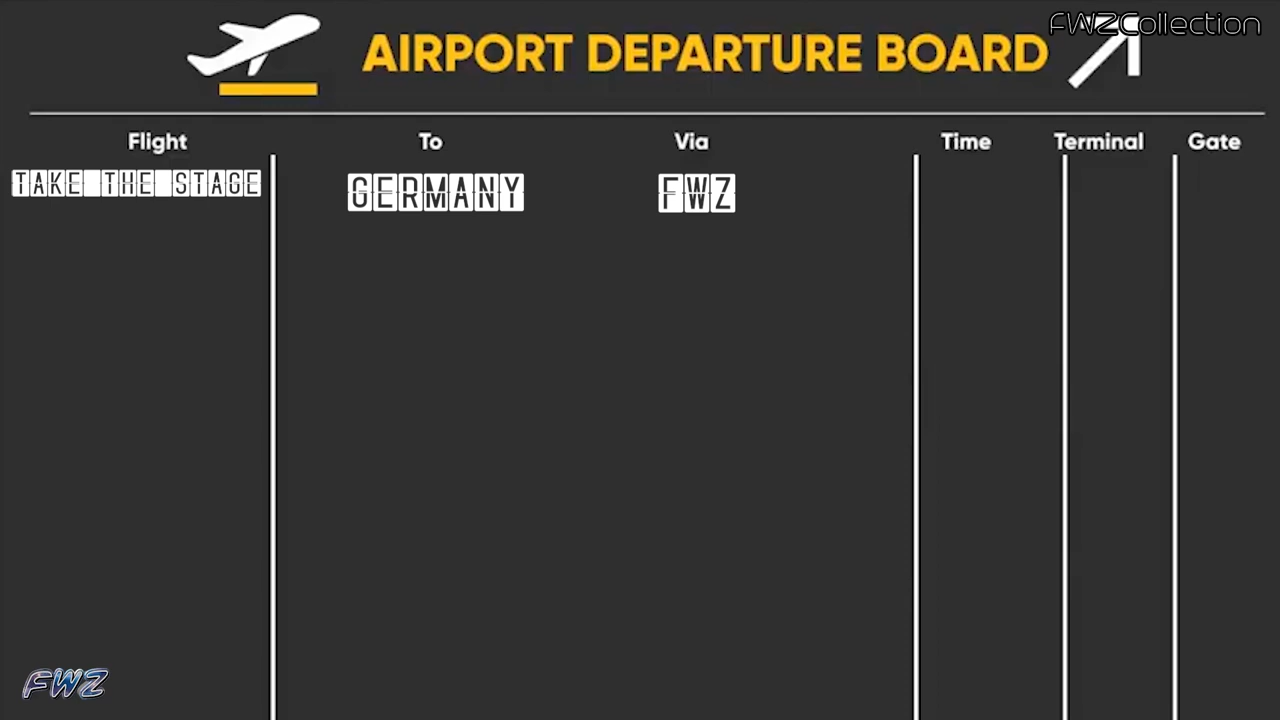 FWZCollection
AIRPORT DEPARTURE BOARD
Flight To Via Time Terminal Gate
TAKE THE STAGE GERMANY FWZ
FWZ